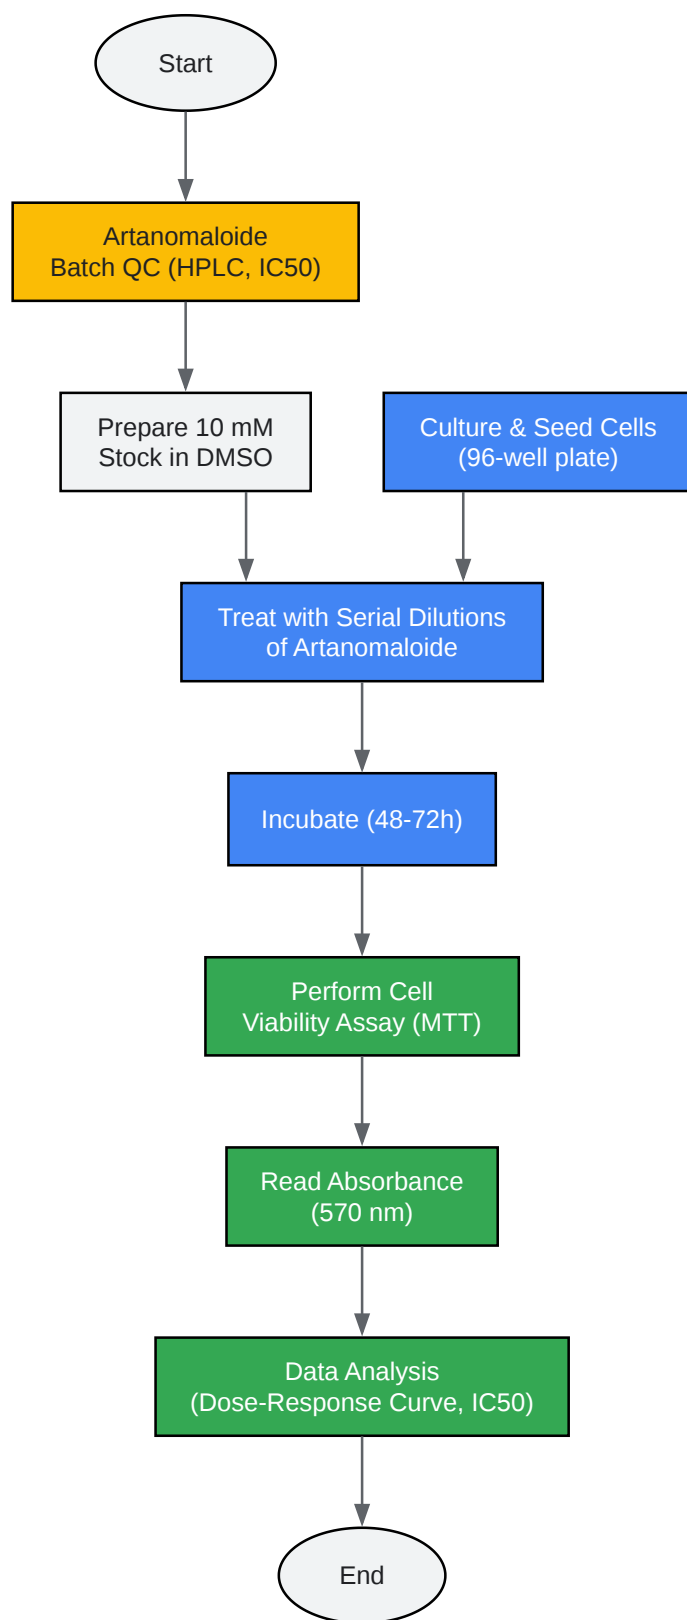 Start
Artanomaloide
Batch QC (HPLC, IC50)
Prepare 10 mM
Stock in DMSO
Culture & Seed Cells
(96-well plate)
Treat with Serial Dilutions
of Artanomaloide
Incubate (48-72h)
Perform Cell
Viability Assay (MTT)
Read Absorbance
(570 nm)
Data Analysis
(Dose-Response Curve, IC50)
End